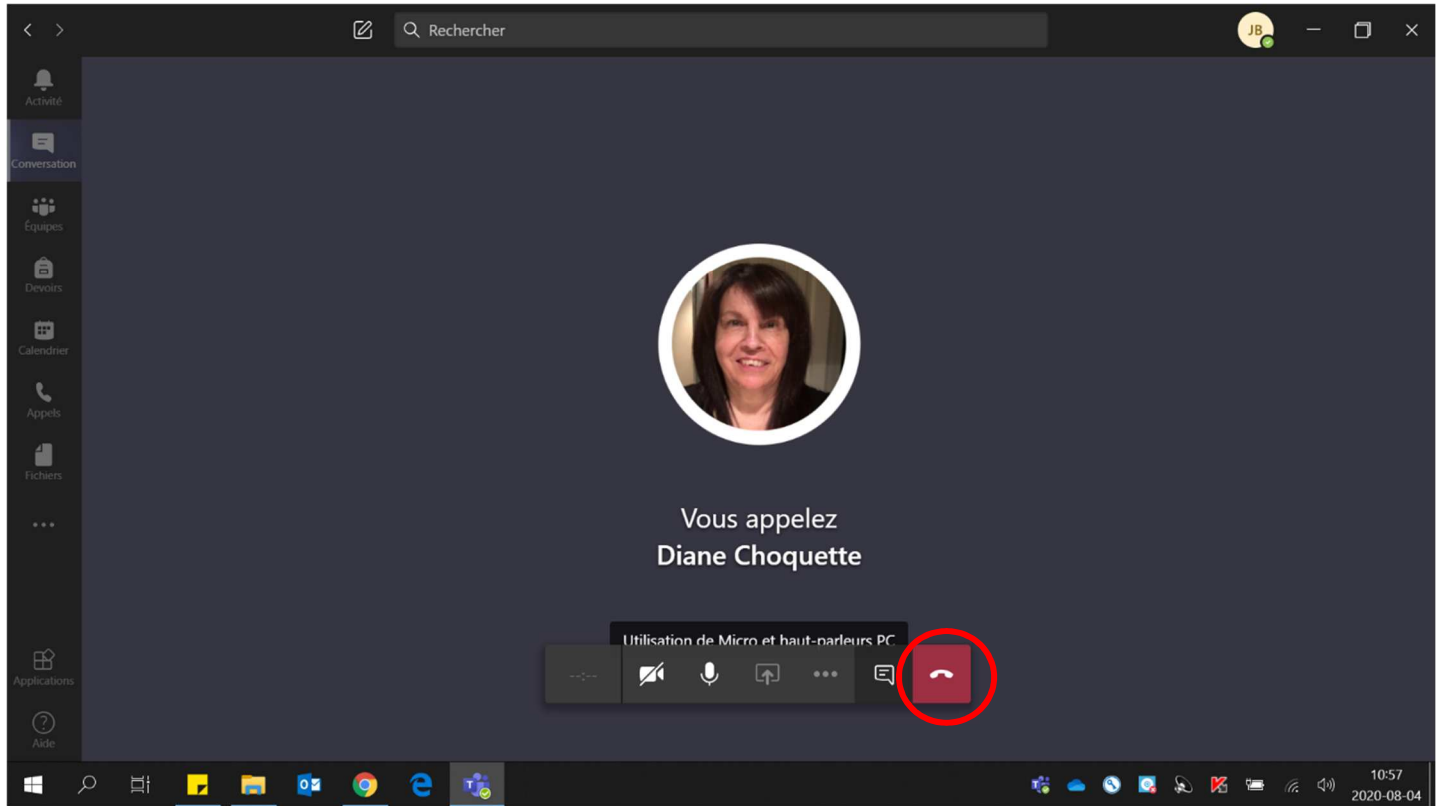 Rechercher
JB
Activité
Conversation
Équipes
Devoirs
Calendrier
Appels
Fichiers
Vous appelez
Diane Choquette
Utilisation de Micro et haut-parleurs PC
--:--
Applications
Aide
10:57
2020-08-04